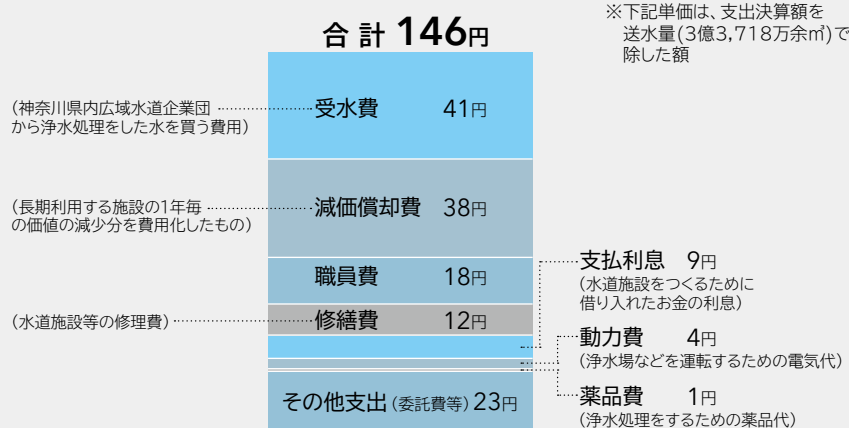 合計 146円
※下記単価は、支出決算額を
送水量(3億3,718万余㎥)で
除した額
(神奈川県内広域水道企業団
から浄水処理をした水を買う費用)
受水費 41円
(長期利用する施設の1年毎
の価値の減少分を費用化したもの)
減価償却費 38円
職員費 18円
(水道施設等の修理費)
修繕費 12円
支払利息 9円
(水道施設をつくるために
借り入れたお金の利息)
動力費 4円
(浄水場などを運転するための電気代)
薬品費 1円
(浄水処理をするための薬品代)
その他支出(委託費等)23円